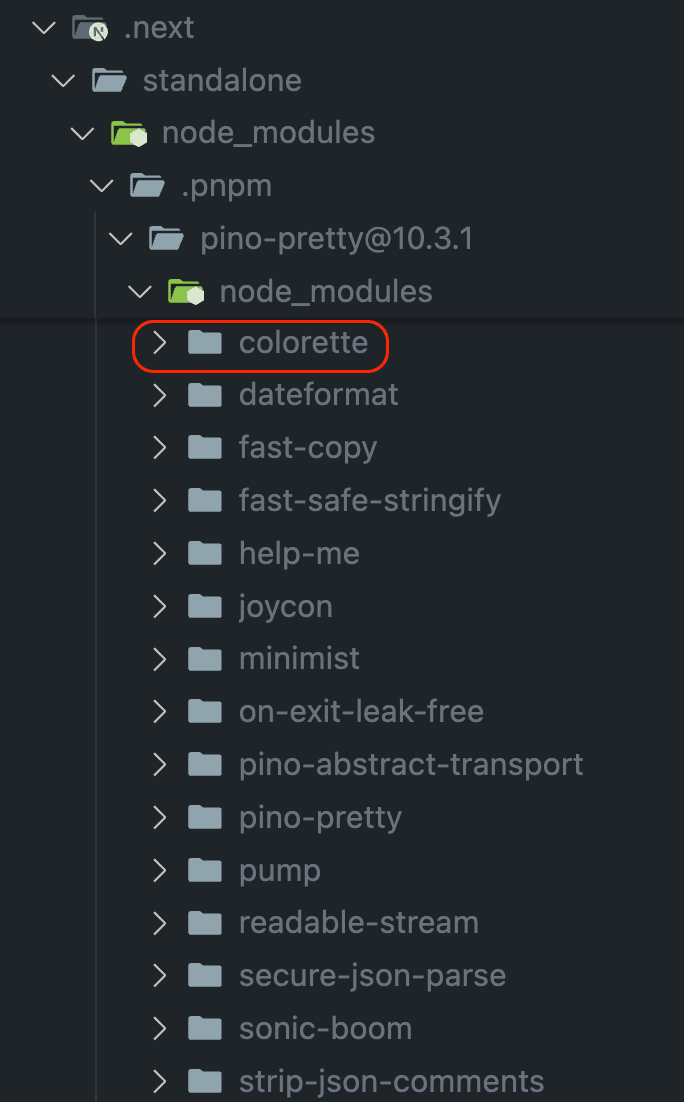 .next
standalone
node_modules
.pnpm
pino-pretty@10.3.1
node_modules
colorette
dateformat
fast-copy
fast-safe-stringify
help-me
joycon
minimist
on-exit-leak-free
pino-abstract-transport
pino-pretty
pump
readable-stream
secure-json-parse
sonic-boom
strip-json-comments